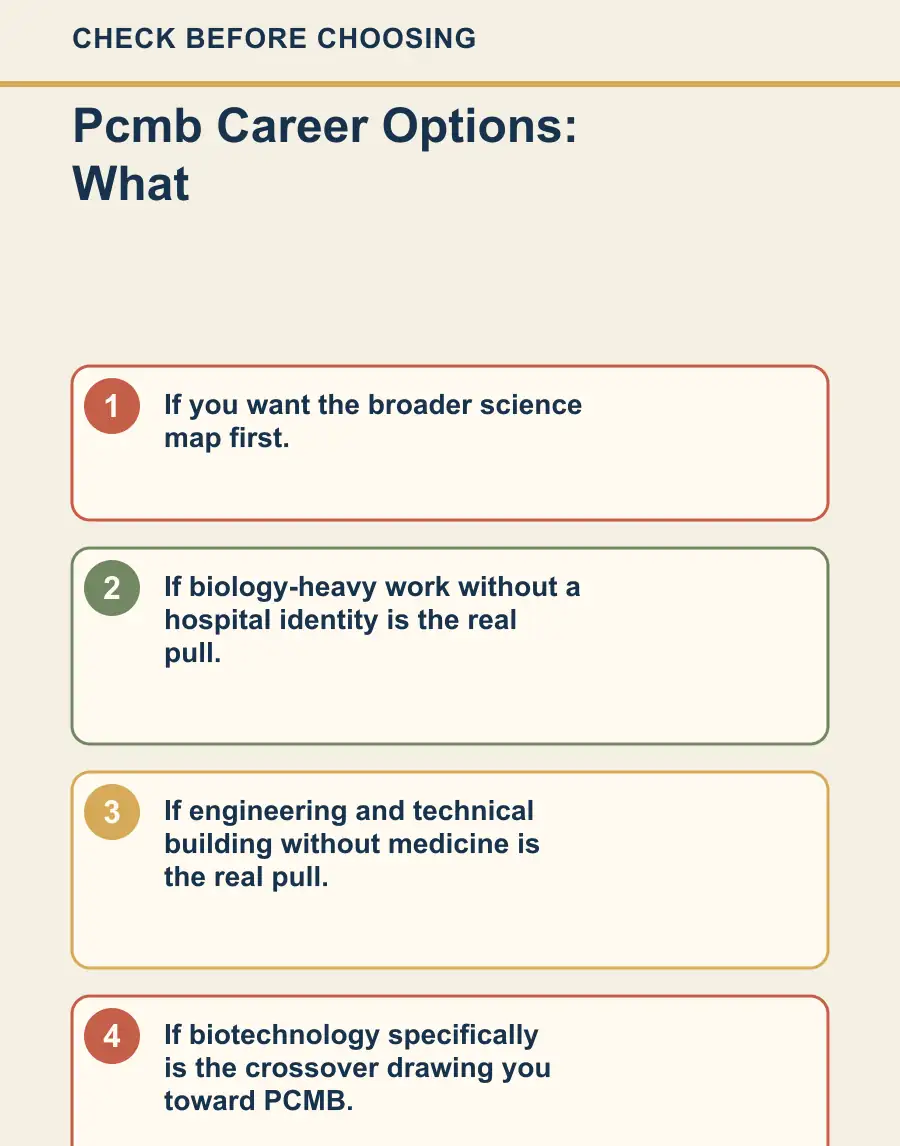 CHECK BEFORE CHOOSING
Pcmb Career Options:
What
1
If you want the broader science
map first.
2
If biology-heavy work without a
hospital identity is the real
pull.
3
If engineering and technical
building without medicine is
the real pull.
4
If biotechnology specifically
is the crossover drawing you
toward PCMB.